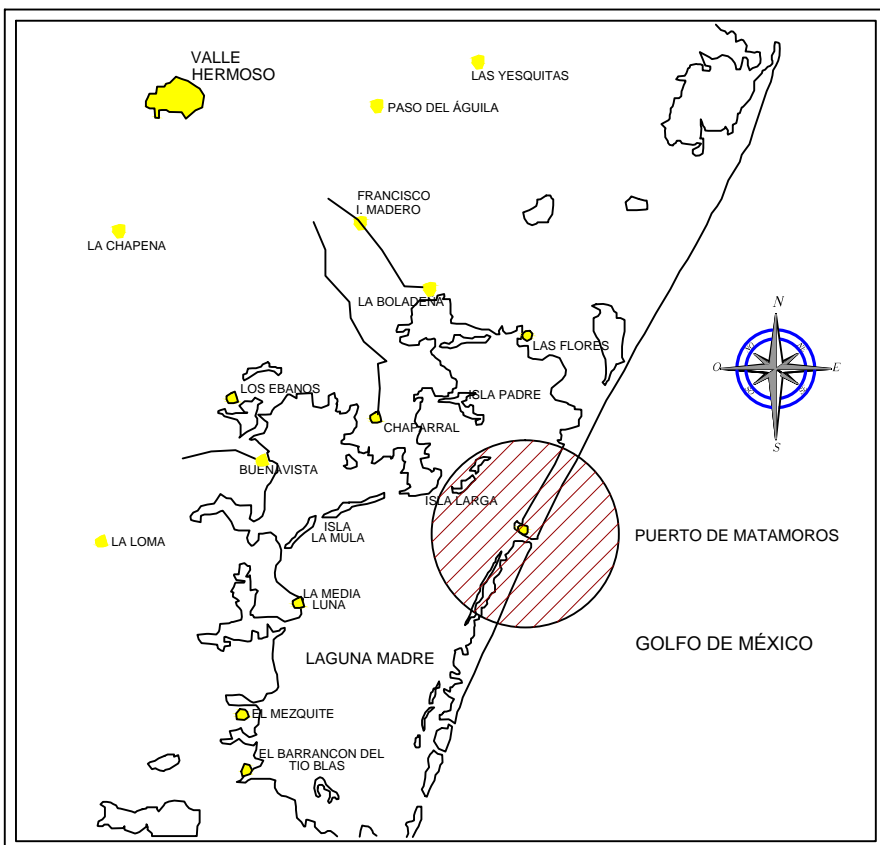 VALLE
HERMOSO
LAS YESQUITAS
PASO DEL ÁGUILA
FRANCISCO
I. MADERO
LA CHAPENA
LA BOLADEÑA
LAS FLORES
N
O
E
S
LOS EBANOS
ISLA PADRE
CHAPARRAL
BUENAVISTA
ISLA LARGA
ISLA
LA MULA
LA LOMA
PUERTO DE MATAMOROS
LA MEDIA
LUNA
LAGUNA MADRE
GOLFO DE MÉXICO
EL MEZQUITE
EL BARRANCON DEL
TIO BLAS